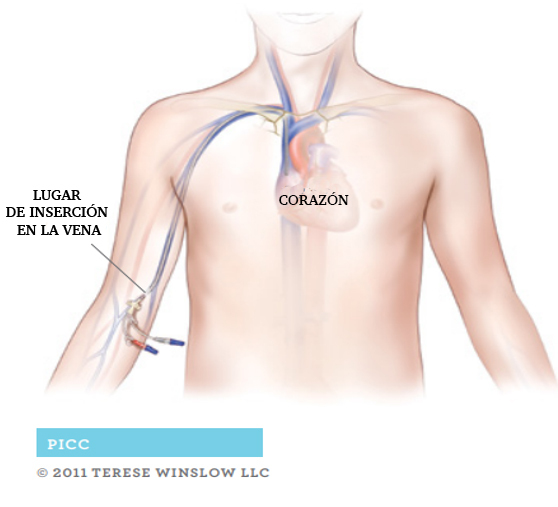 LUGAR
DE INSERCIÓN
EN LA VENA
CORAZÓN
PICC
© 2011 TERESE WINSLOW LLC